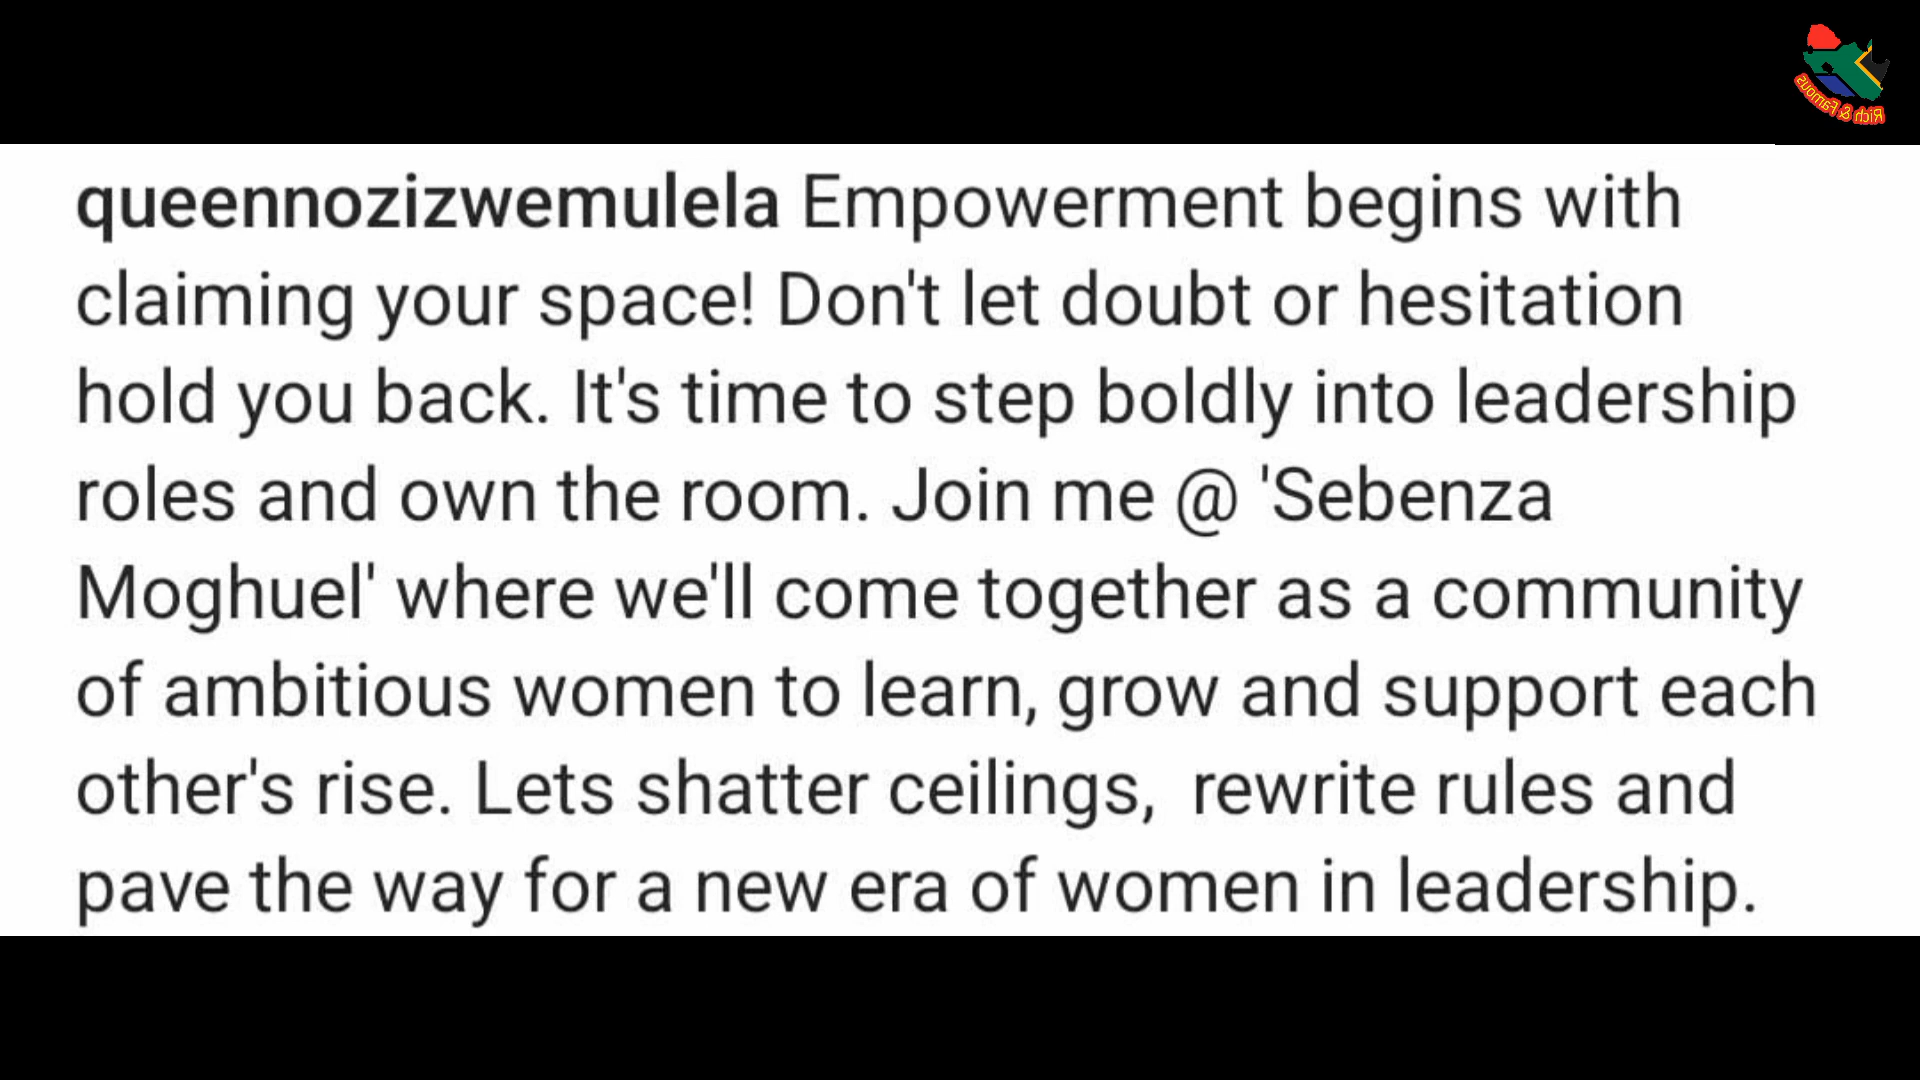 queennozizwemulela Empowerment begins with
claiming your space! Don't let doubt or hesitation
hold you back. It's time to step boldly into leadership
roles and own the room. Join me @ 'Sebenza
Moghuel' where we'll come together as a community
of ambitious women to learn, grow and support each
other's rise. Lets shatter ceilings,  rewrite rules and
pave the way for a new era of women in leadership.
Rich & Famous